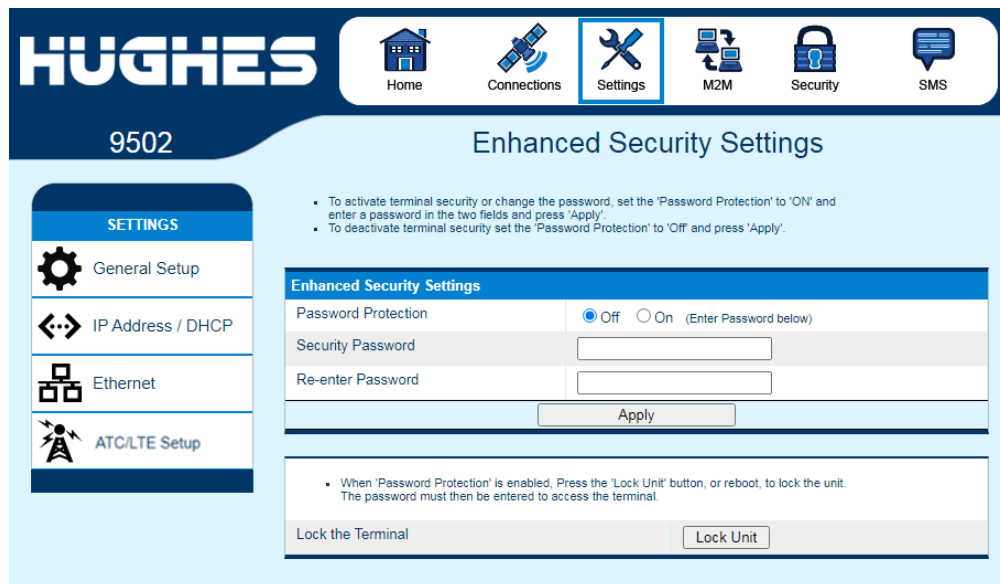 HUGHES
Home
Connections
Settings
M2M
Security
SMS
9502
Enhanced Security Settings
SETTINGS
General Setup
IP Address / DHCP
Ethernet
ATC/LTE Setup
To activate terminal security or change the password, set the 'Password Protection' to 'ON' and
enter a password in the two fields and press 'Apply'.
To deactivate terminal security set the 'Password Protection' to 'Off' and press 'Apply'.
Enhanced Security Settings
Password Protection
Off On (Enter Password below)
Security Password
Re-enter Password
Apply
When 'Password Protection' is enabled, Press the 'Lock Unit' button, or reboot, to lock the unit.
The password must then be entered to access the terminal.
Lock the Terminal
Lock Unit